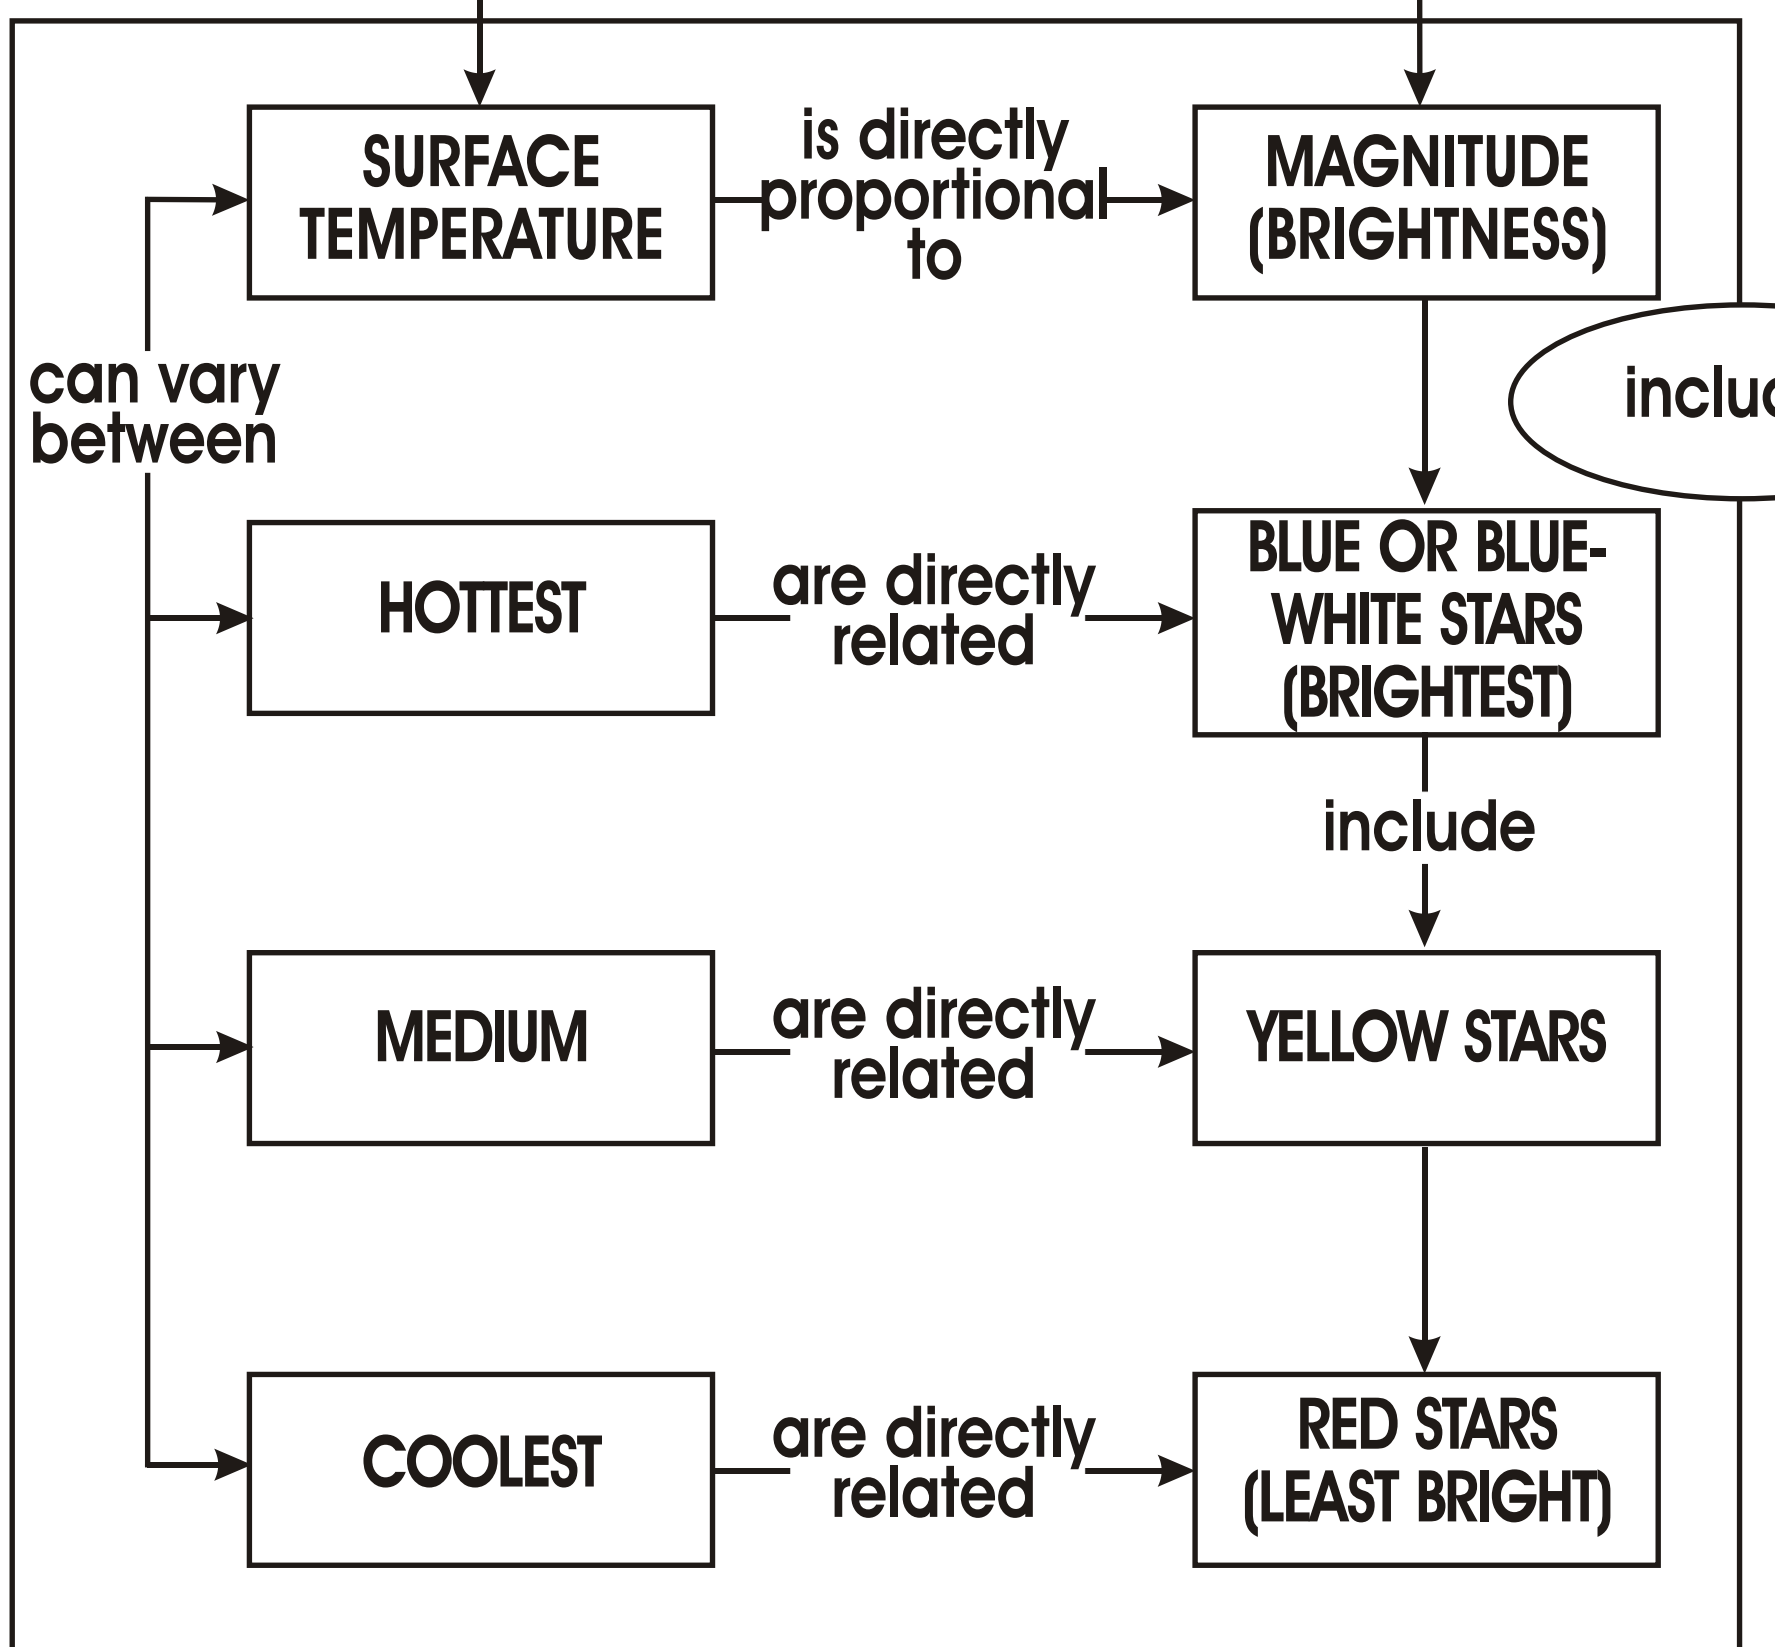 SURFACE
TEMPERATURE
is directly
proportional
to
MAGNITUDE
(BRIGHTNESS)
can vary
between
HOTTEST
are directly
related
BLUE OR BLUE-
WHITE STARS
(BRIGHTEST)
include
MEDIUM
are directly
related
YELLOW STARS
COOLEST
are directly
related
RED STARS
(LEAST BRIGHT)